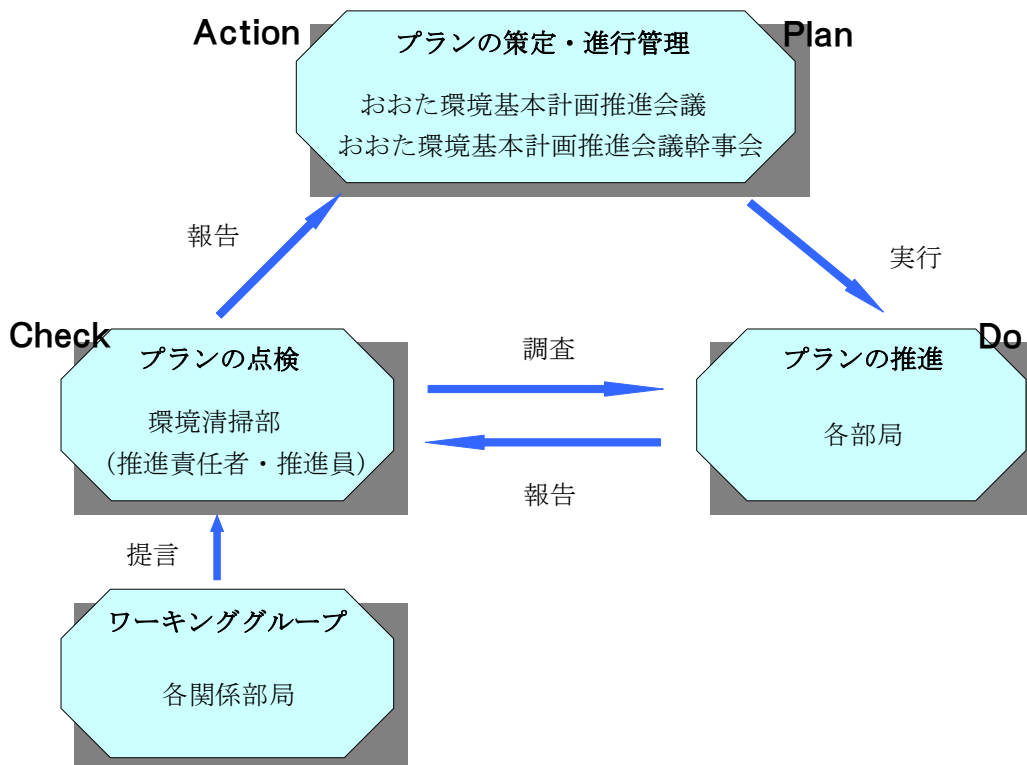 Action
Plan
プランの策定・進行管理
おおた環境基本計画推進会議
おおた環境基本計画推進会議幹事会
報告
実行
Check
Do
プランの点検
環境清掃部
（推進責任者・推進員）
調査
報告
プランの推進
各部局
提言
ワーキンググループ
各関係部局